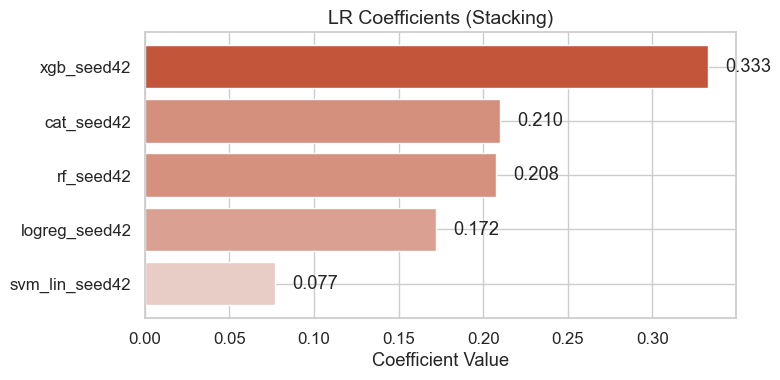 LR Coefficients (Stacking)
xgb_seed42
0.333
cat_seed42
0.210
rf_seed42
0.208
logreg_seed42
0.172
svm_lin_seed42
0.077
0.00 0.05 0.10 0.15 0.20 0.25 0.30
Coefficient Value